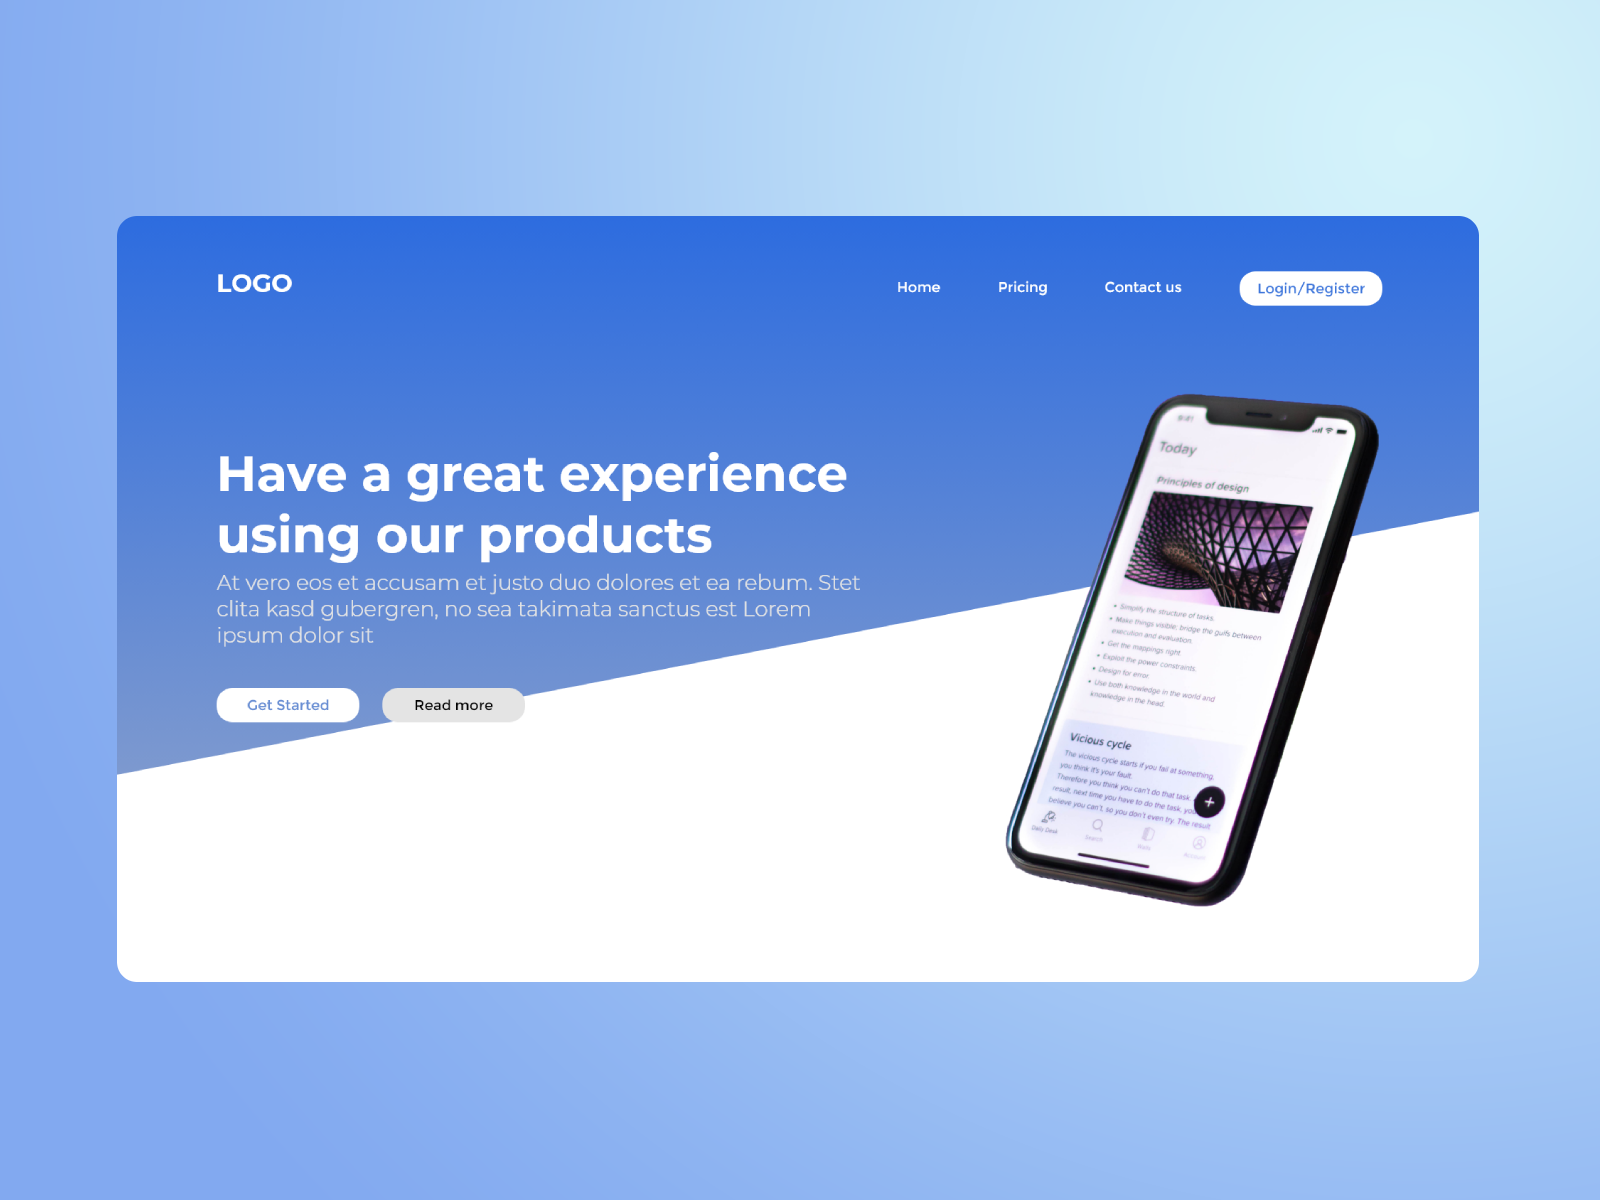 LOGO
Home
Pricing
Contact us
Login/Register
Have a great experience
using our products
At vero eos et accusam et justo duo dolores et ea rebum. Stet
clita kasd gubergren, no sea takimata sanctus est Lorem
ipsum dolor sit
Get Started
Read more
9:41
Today
Principles of design
• Simplify the structure of tasks.
• Make things visible: bridge the gulfs between
execution and evaluation.
• Get the mappings right
• Exploit the power constraints.
• Design for error.
• Use both knowledge in the world and
knowledge in the head.
Vicious cycle
The vicious cycle starts if you fail at something,
you think it's your fault.
Therefore you think you can't do that task.
result, next time you have to do the task, you
believe you can't, so you don't even try. The result
+
Daily Desk
Search
Account